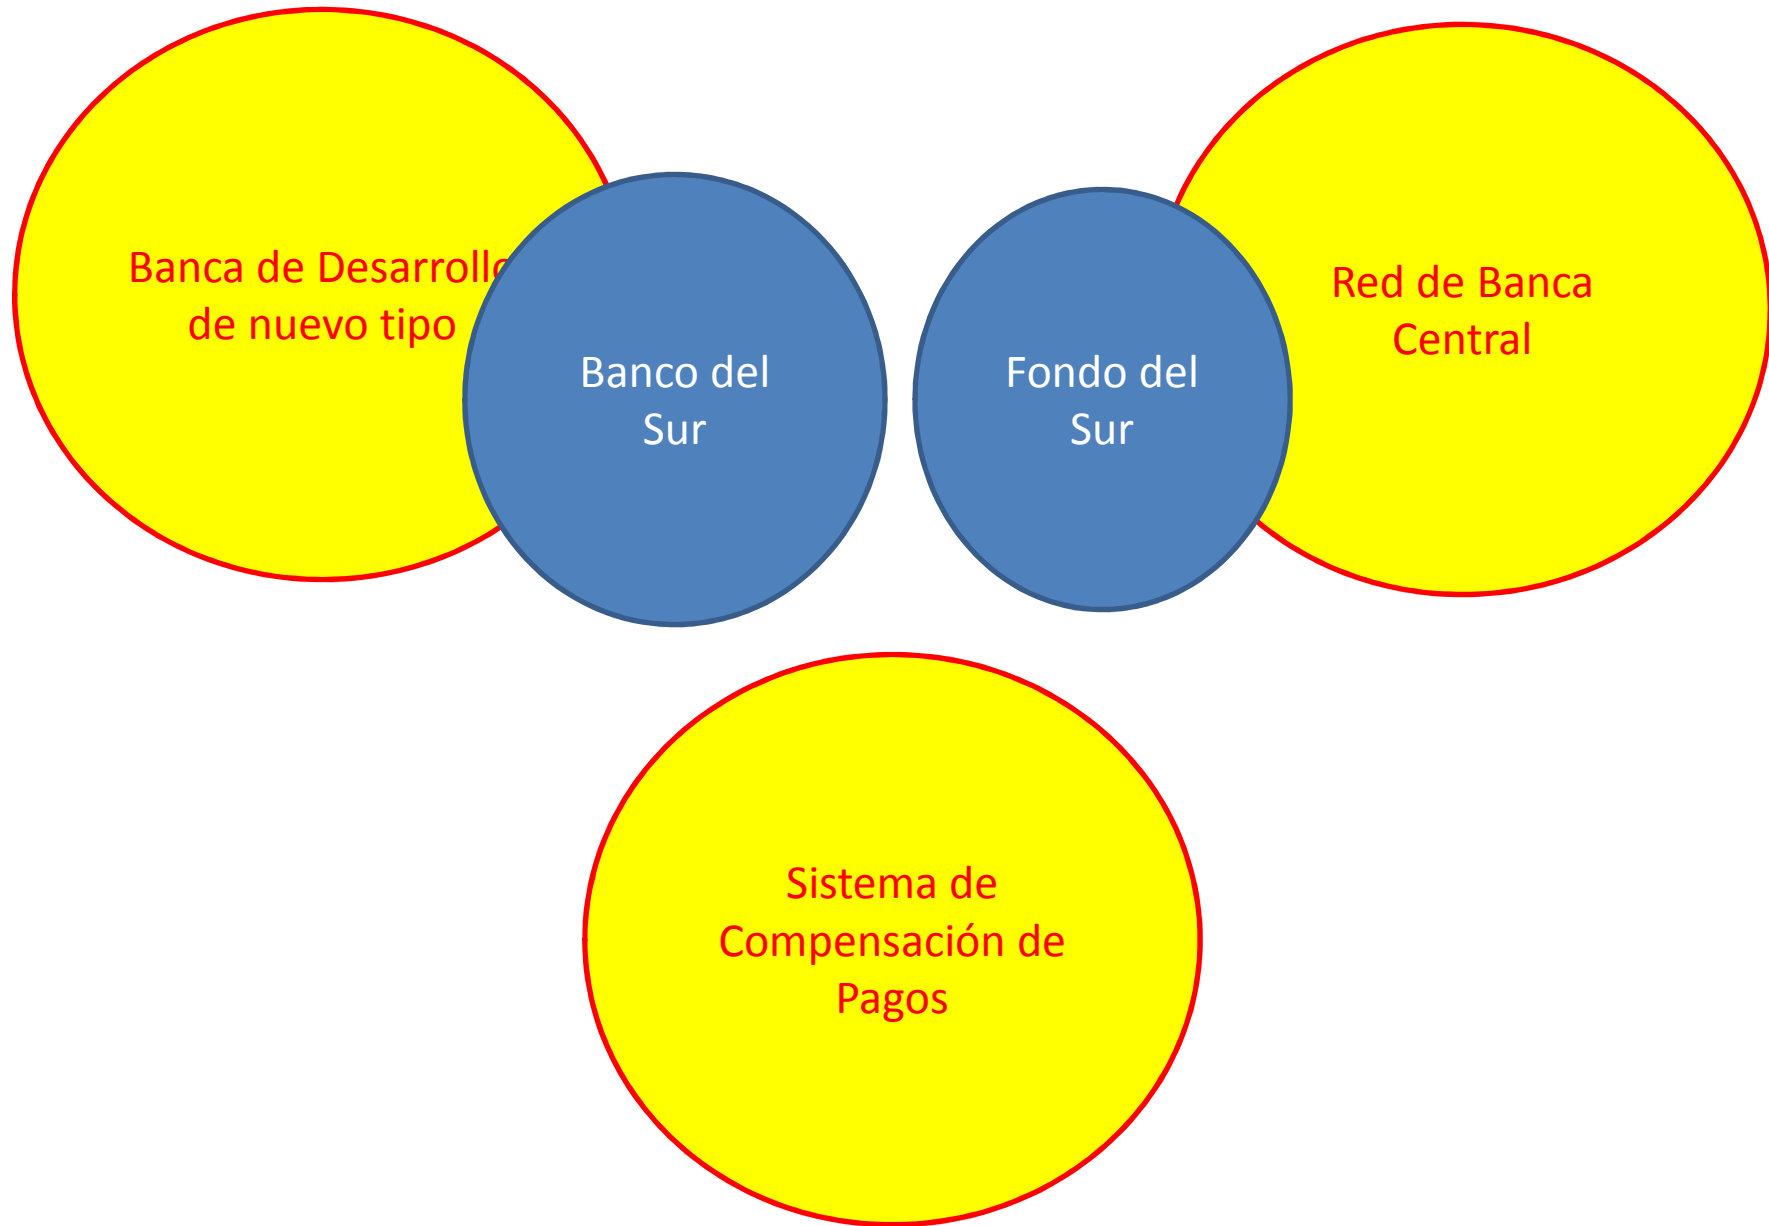 Banca de Desarrollo
de nuevo tipo
Banco del
Sur
Fondo del
Sur
Red de Banca
Central
Sistema de
Compensación de
Pagos